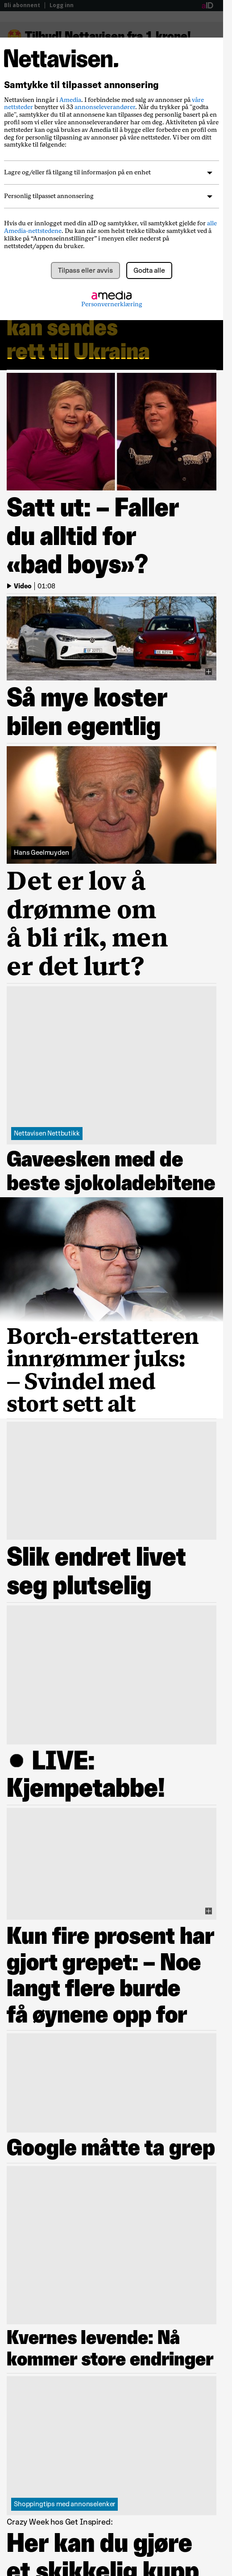 Bli abonnent | Logg inn
aID
Tilbud! Nettavisen fra 1 krone!
Nettavisen.
Samtykke til tilpasset annonsering
Nettavisen inngår i Amedia. I forbindelse med salg av annonser på våre
nettsteder benytter vi 33 annonseleverandører. Når du trykker på "godta
alle", samtykker du til at annonsene kan tilpasses deg personlig basert på en
profil som vi eller våre annonseleverandører har om deg. Aktiviteten på våre
nettsteder kan også brukes av Amedia til å bygge eller forbedre en profil om
deg for personlig tilpasning av annonser på våre nettsteder. Vi ber om ditt
samtykke til følgende:
Lagre og/eller få tilgang til informasjon på en enhet
Personlig tilpasset annonsering
Hvis du er innlogget med din aID og samtykker, vil samtykket gjelde for alle
Amedia-nettstedene. Du kan når som helst trekke tilbake samtykket ved å
klikke på “Annonseinnstillinger” i menyen eller nederst på
nettstedet/appen du bruker.
Tilpass eller avvis
Godta alle
amedia
Personvernerklæring
kan sendes
rett til Ukraina
Satt ut: – Faller
du alltid for
«bad boys»?
Video | 01:08
Så mye koster
bilen egentlig
Hans Geelmuyden
Det er lov å
drømme om
å bli rik, men
er det lurt?
Nettavisen Nettbutikk
Gaveesken med de
beste sjokoladebitene
Borch-erstatteren
innrømmer juks:
– Svindel med
stort sett alt
Slik endret livet
seg plutselig
● LIVE:
Kjempetabbe!
Kun fire prosent har
gjort grepet: – Noe
langt flere burde
få øynene opp for
Google måtte ta grep
Kvernes levende: Nå
kommer store endringer
Shoppingtips med annonselenker
Crazy Week hos Get Inspired:
Her kan du gjøre
et skikkelig kupp